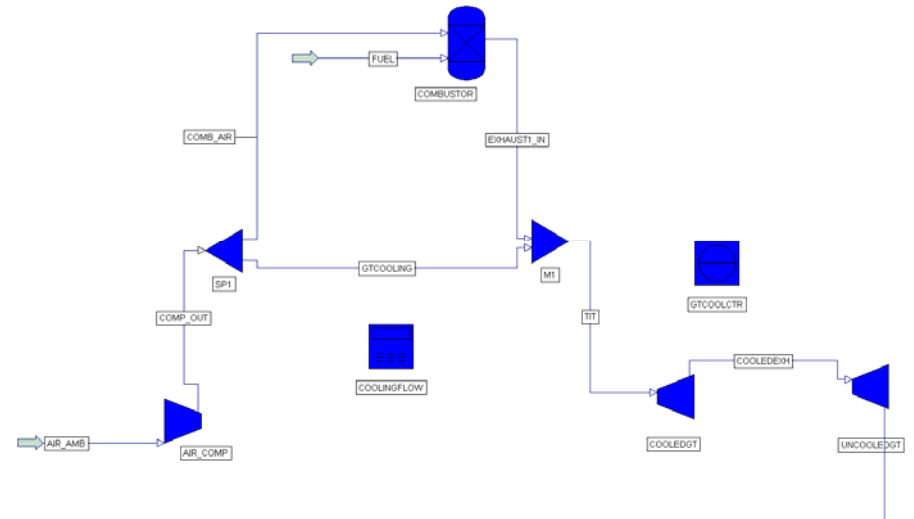 FUEL
COMBUSTOR
COMB_AIR
EXHAUST1_IN
GTCOOLING
M1
SP1
GTCOOLCTR
COMP_OUT
TIT
COOLEDEXH
COOLINGFLOW
AIR_AMB
AIR_COMP
COOLEDGT
UNCOOLEDGT